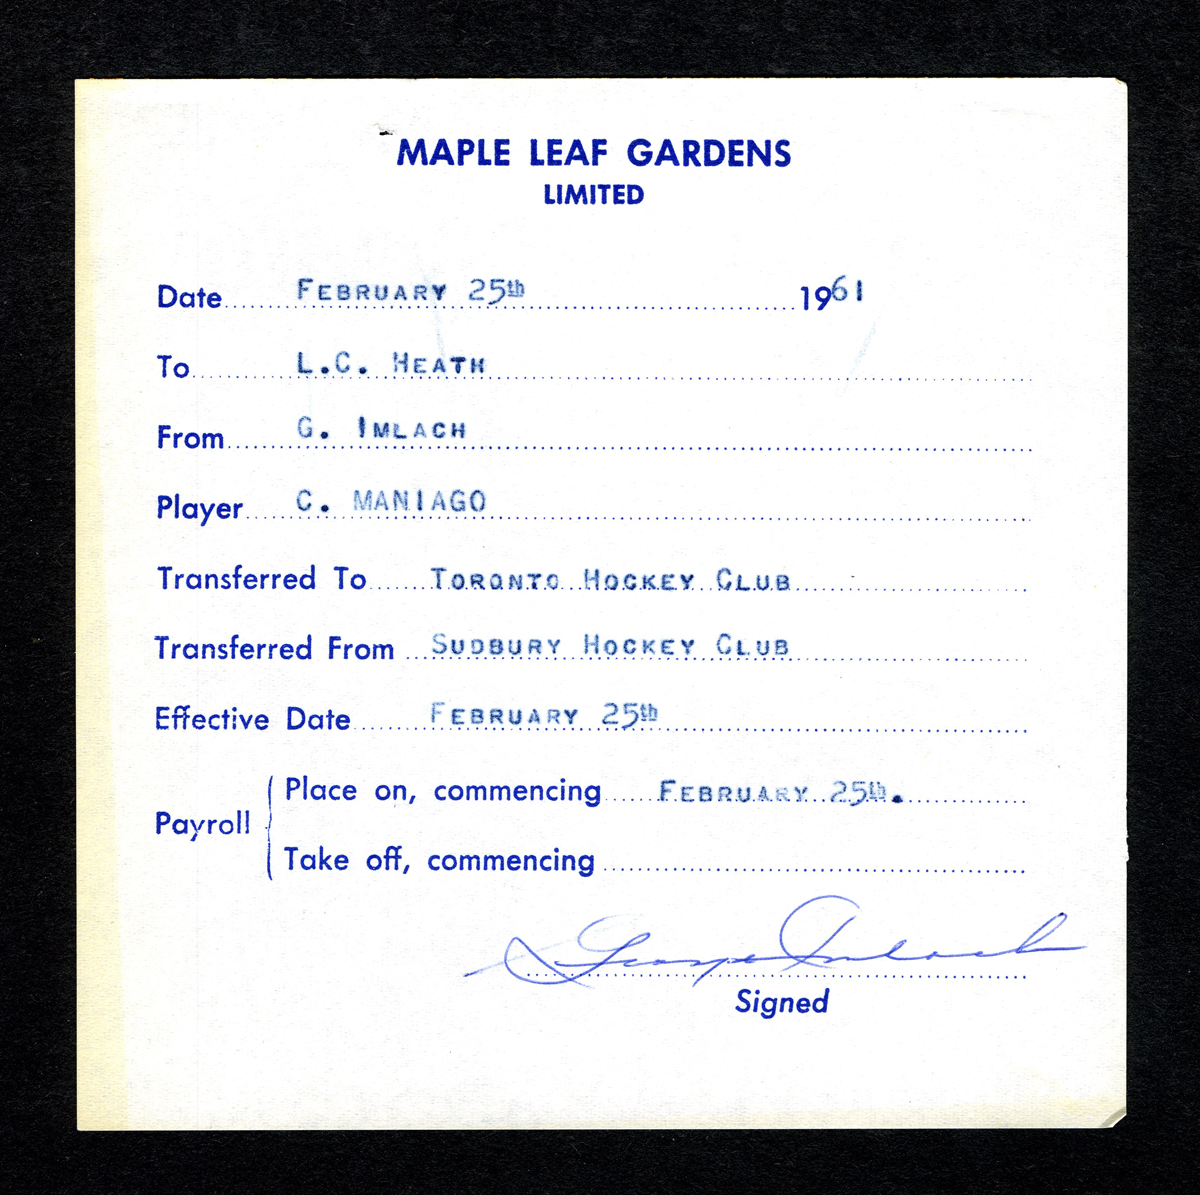 MAPLE LEAF GARDENS
LIMITED
Date February 25th 1961
To L.C. Heath
From G. Imlach
Player C. MANIAGO
Transferred To Toronto Hockey Club
Transferred From Sudbury Hockey Club
Effective Date February 25th
Payroll
Place on, commencing February 25th.
Take off, commencing
George Imlach
Signed